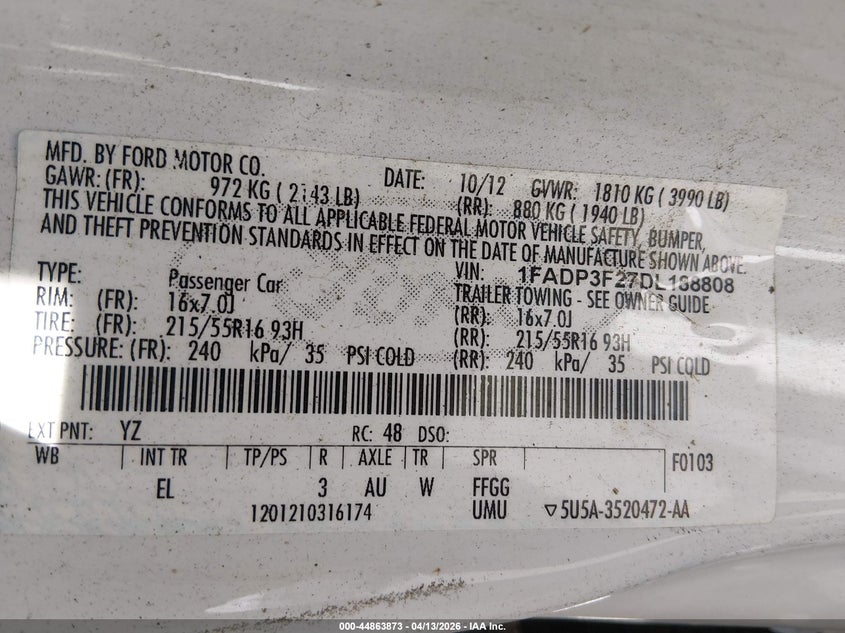 MFD. BY FORD MOTOR CO.
DATE: 10/12 GVWR: 1810 KG ( 3990 LB)
GAWR: (FR): 972 KG ( 2143 LB) (RR): 880 KG ( 1940 LB)
THIS VEHICLE CONFORMS TO ALL APPLICABLE FEDERAL MOTOR VEHICLE SAFETY, BUMPER,
AND THEFT PREVENTION STANDARDS IN EFFECT ON THE DATE OF MANUFACTURE SHOWN ABOVE.
VIN: 1FADP3F27DL168808
TYPE: Passenger Car TRAILER TOWING - SEE OWNER GUIDE
RIM: (FR): 16x7.0J (RR): 16x7.0J
TIRE: (FR): 215/55R16 93H (RR): 215/55R16 93H
PRESSURE: (FR): 240 kPa/ 35 PSI COLD (RR): 240 kPa/ 35 PSI COLD
EXT PNT: YZ RC: 48 DSO:
WB INT TR TP/PS R AXLE TR SPR F0103
EL 3 AU W FFGG
1201210316174 UMU ▽5U5A-3520472-AA
000-44863873 - 04/13/2026 - IAA Inc.